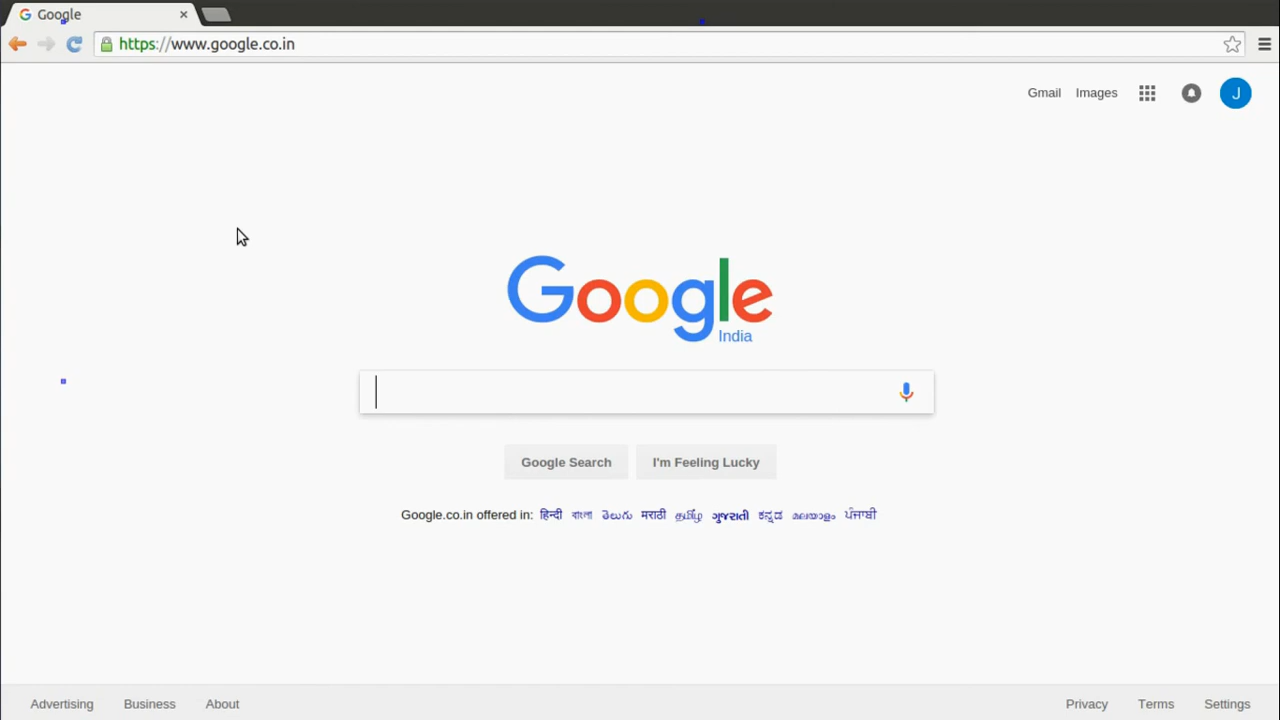 Google
https://www.google.co.in
Gmail Images J
Google
India
Google Search I'm Feeling Lucky
Google.co.in offered in: हिन्दी বাংলা తెలుగు मराठी தமிழ் ગુજરાતી ಕನ್ನಡ മലയാളം ਪੰਜਾਬੀ
Advertising Business About Privacy Terms Settings